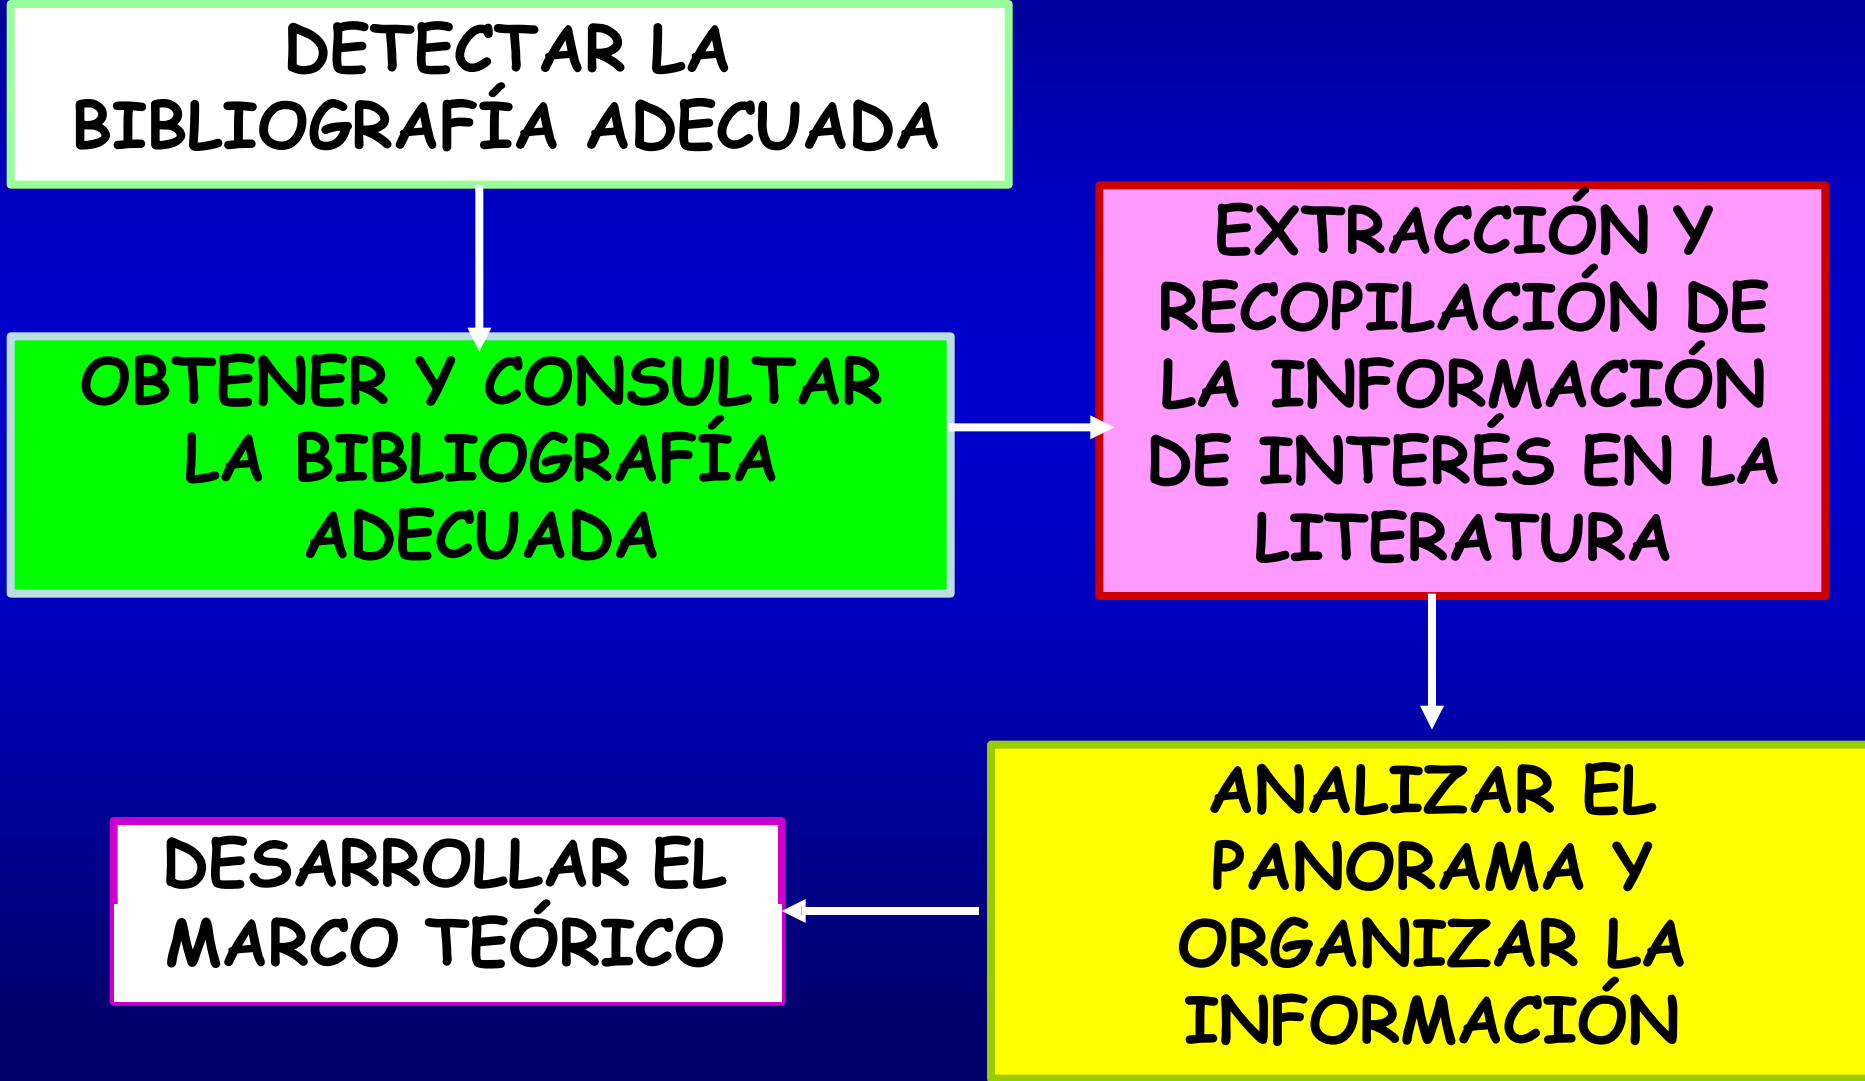 DETECTAR LA
BIBLIOGRAFÍA ADECUADA
OBTENER Y CONSULTAR
LA BIBLIOGRAFÍA
ADECUADA
EXTRACCIÓN Y
RECOPILACIÓN DE
LA INFORMACIÓN
DE INTERÉS EN LA
LITERATURA
ANALIZAR EL
PANORAMA Y
ORGANIZAR LA
INFORMACIÓN
DESARROLLAR EL
MARCO TEÓRICO